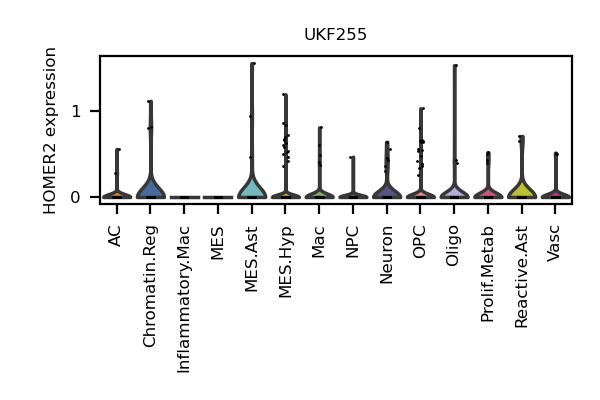 UKF255
HOMER2 expression
1
0
AC
Chromatin.Reg
Inflammatory.Mac
MES
MES.Ast
MES.Hyp
Mac
NPC
Neuron
OPC
Oligo
Prolif.Metab
Reactive.Ast
Vasc